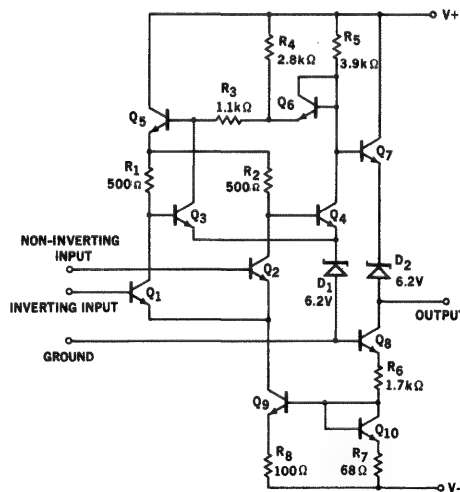 V+
R4
2.8kΩ
R5
3.9kΩ
R3
1.1kΩ
Q6
Q5
Q7
R1
500Ω
R2
500Ω
Q3
Q4
NON-INVERTING
INPUT
Q2
D1
6.2V
D2
6.2V
Q1
INVERTING INPUT
OUTPUT
GROUND
Q8
R6
1.7kΩ
Q9
Q10
R8
100Ω
R7
68Ω
V-